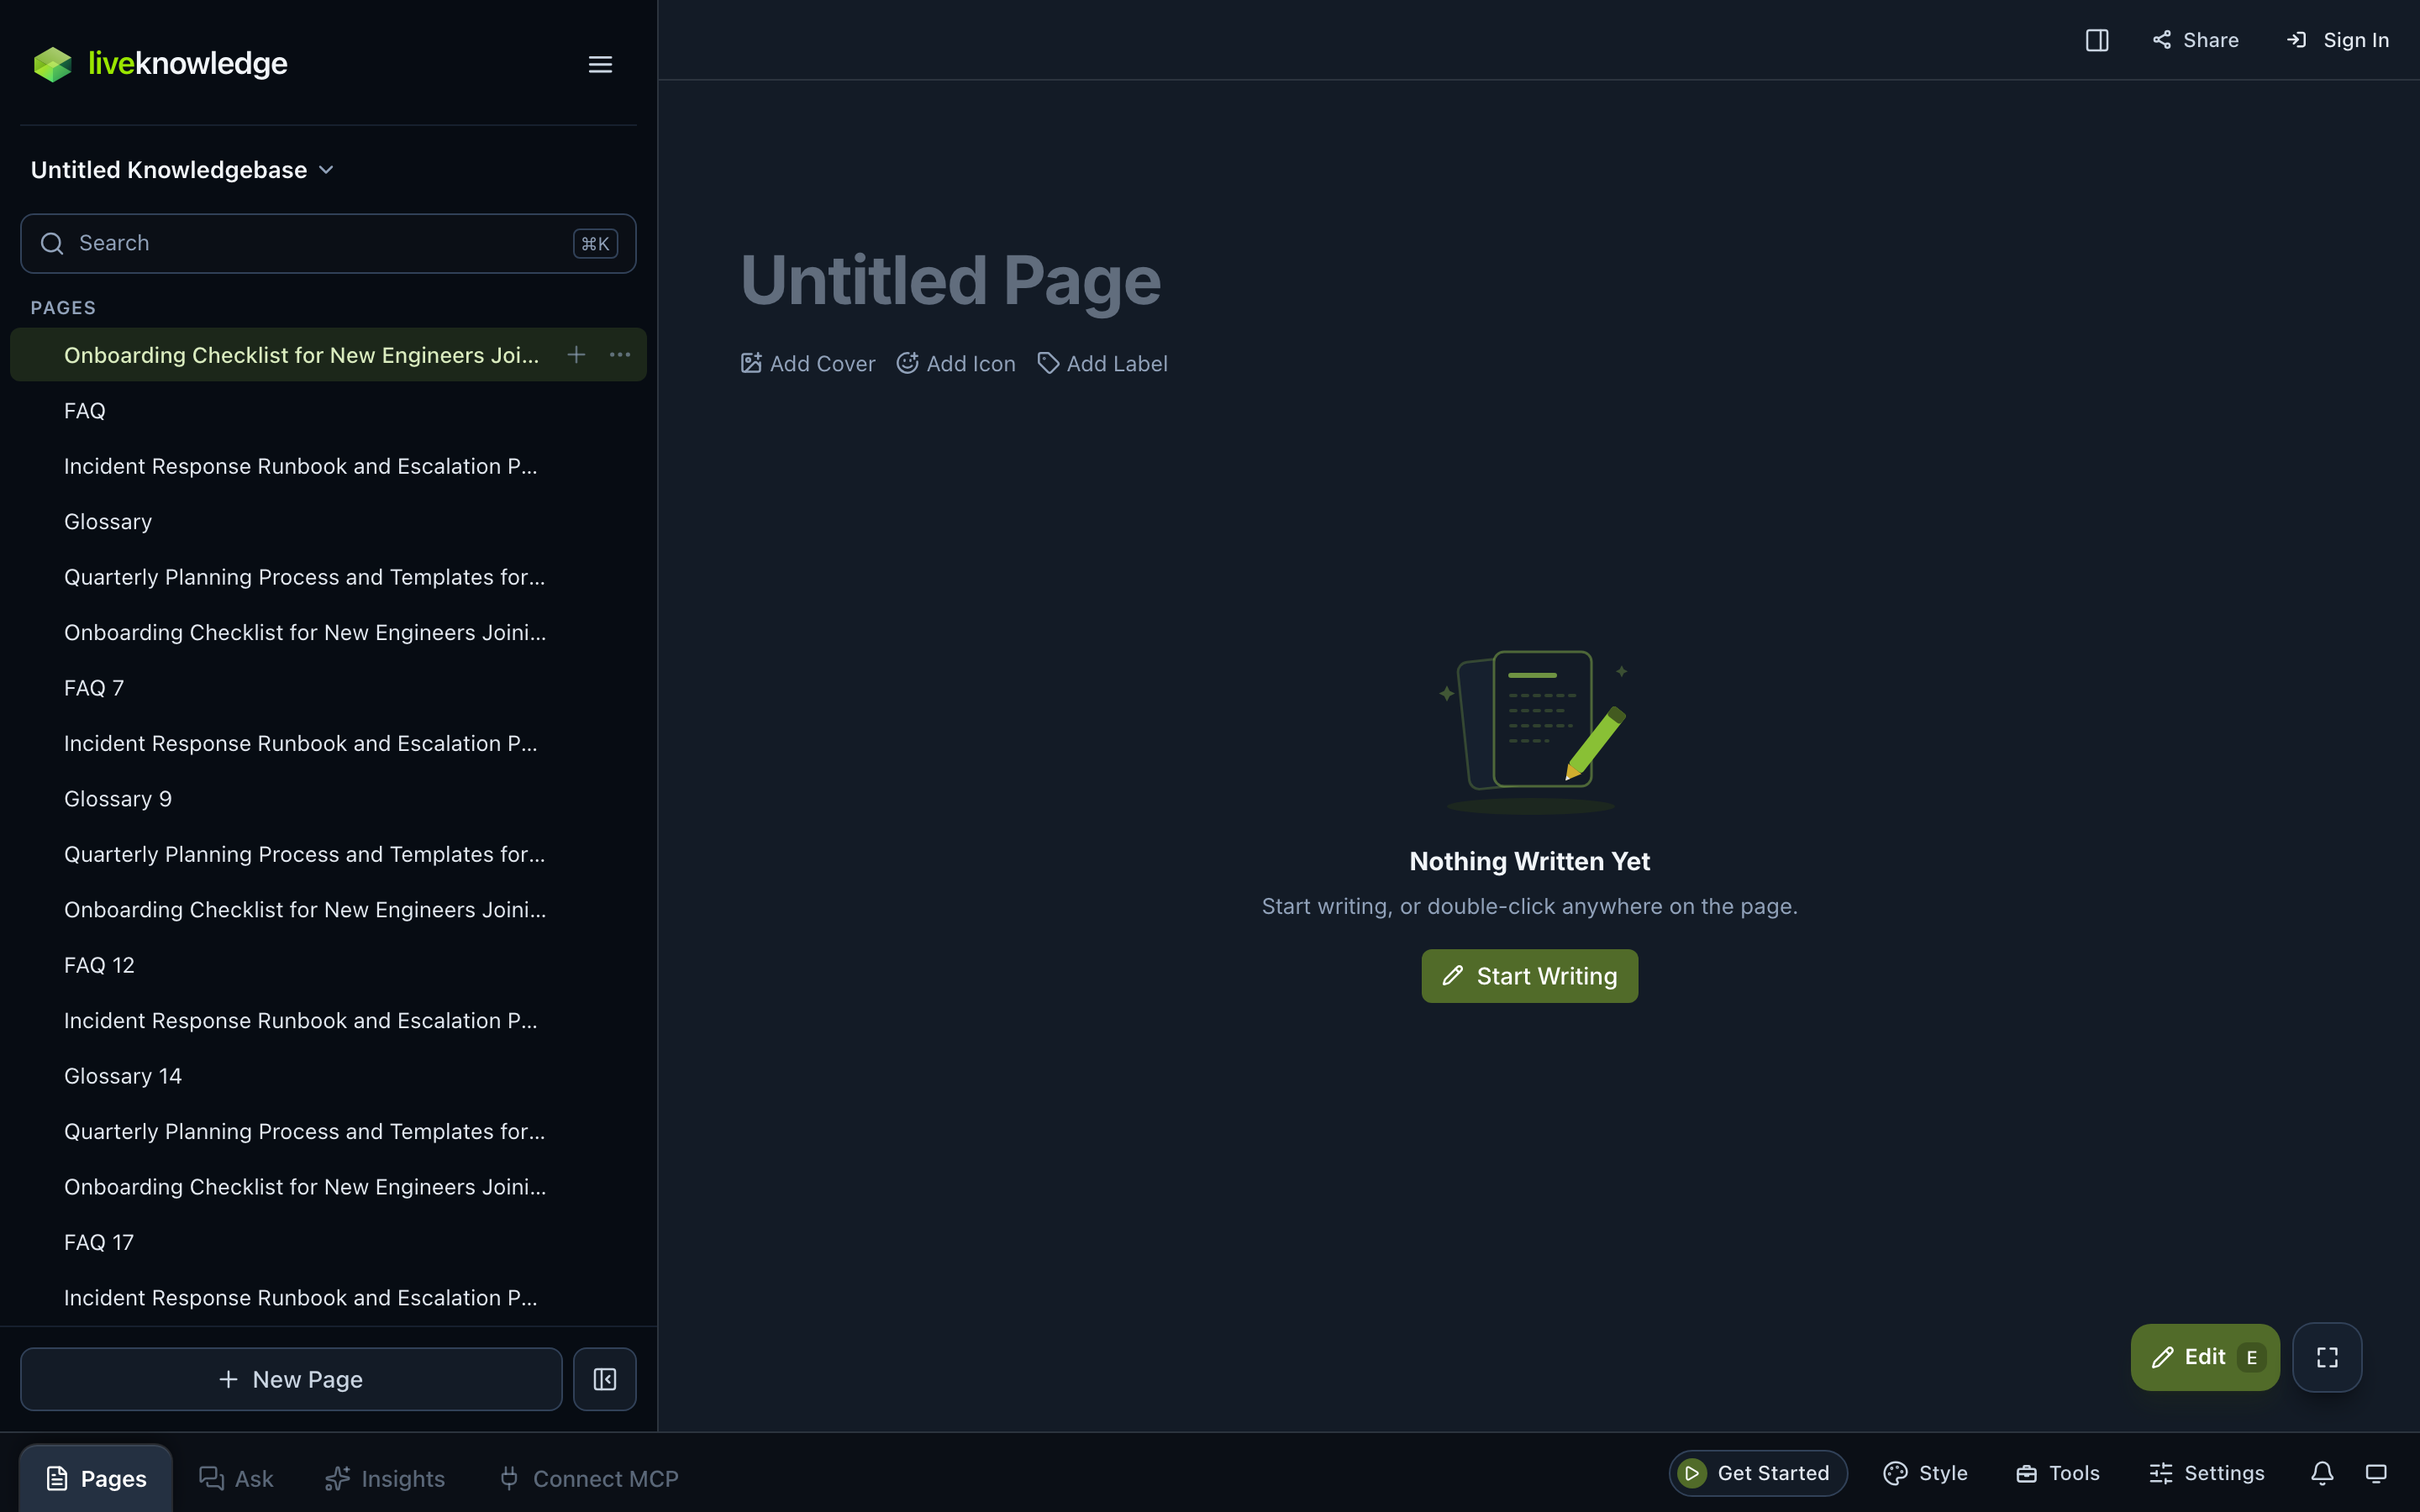 liveknowledge
Share
Sign In
Untitled Knowledgebase
Search
⌘K
PAGES
Onboarding Checklist for New Engineers Joi...
FAQ
Incident Response Runbook and Escalation P...
Glossary
Quarterly Planning Process and Templates for...
Onboarding Checklist for New Engineers Joini...
FAQ 7
Incident Response Runbook and Escalation P...
Glossary 9
Quarterly Planning Process and Templates for...
Onboarding Checklist for New Engineers Joini...
FAQ 12
Incident Response Runbook and Escalation P...
Glossary 14
Quarterly Planning Process and Templates for...
Onboarding Checklist for New Engineers Joini...
FAQ 17
Incident Response Runbook and Escalation P...
New Page
Untitled Page
Add Cover
Add Icon
Add Label
Nothing Written Yet
Start writing, or double-click anywhere on the page.
Start Writing
Edit E
Pages
Ask
Insights
Connect MCP
Get Started
Style
Tools
Settings